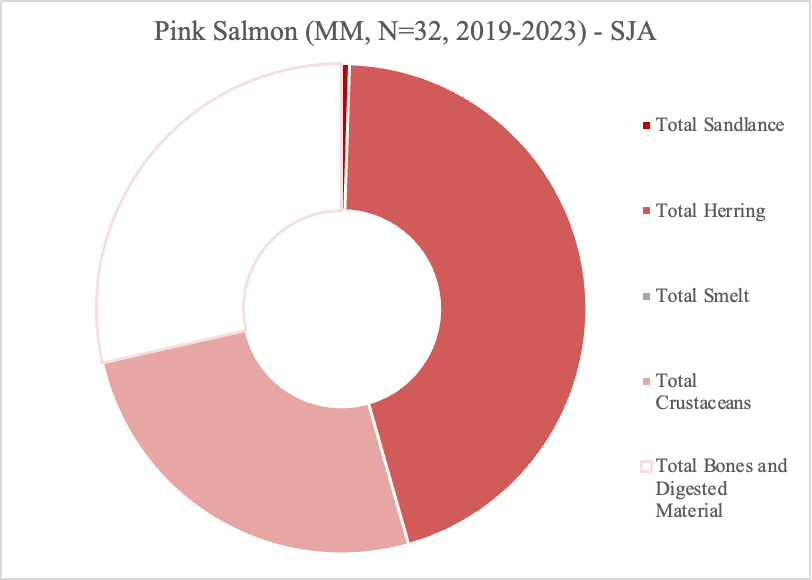 Pink Salmon (MM, N=32, 2019-2023) - SJA
Total Sandlance
Total Herring
Total Smelt
Total
Crustaceans
Total Bones and
Digested
Material